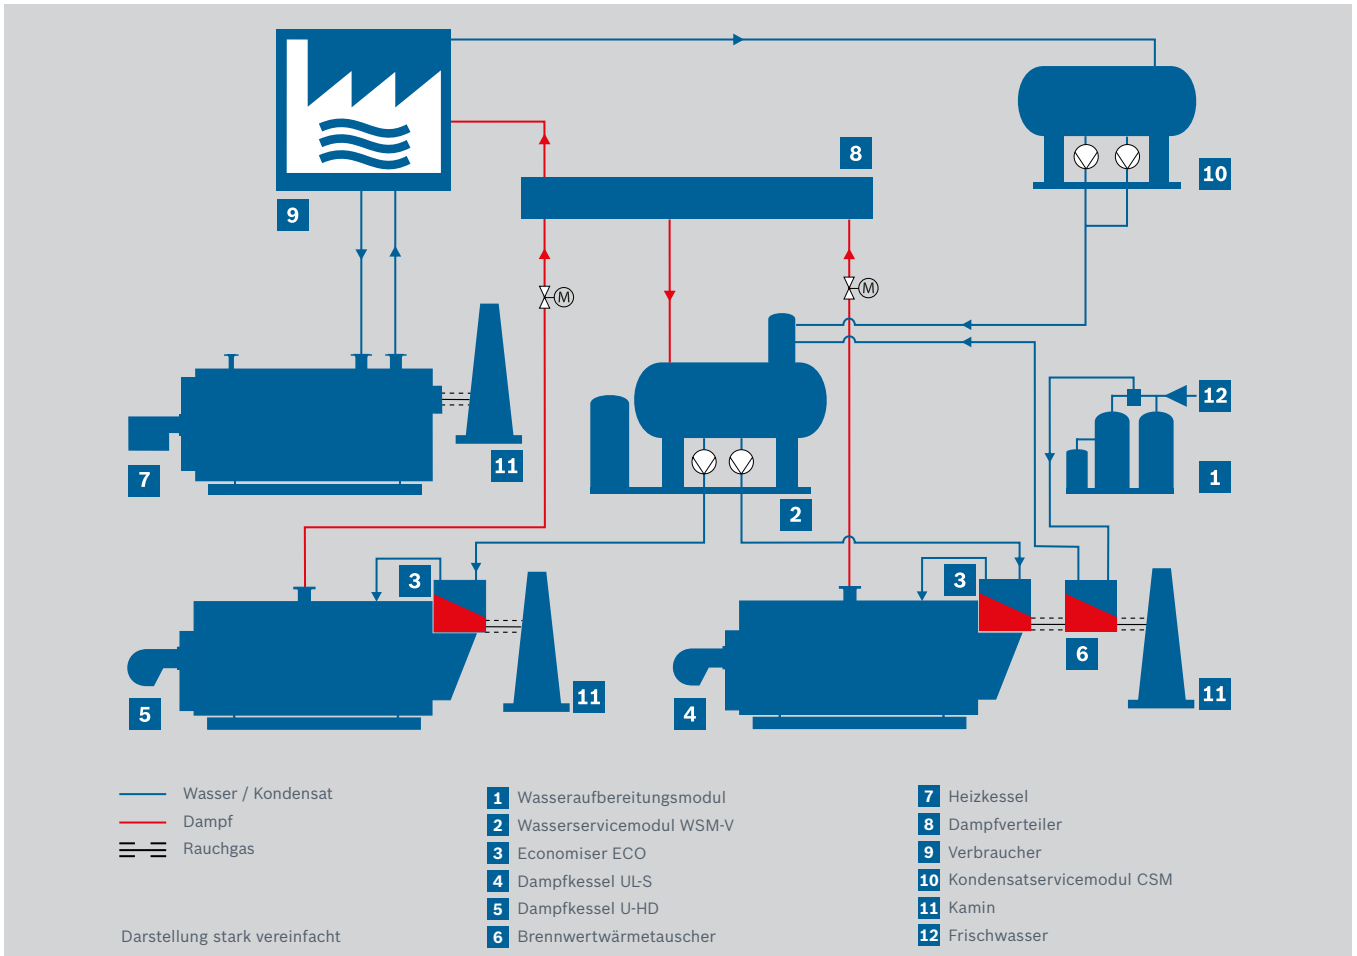 8
10
9
M
M
12
11
7
1
2
3
3
6
11
11
5
4
Wasser / Kondensat
Dampf
Rauchgas
Darstellung stark vereinfacht
1 Wasseraufbereitungsmodul
2 Wasserservicemodul WSM-V
3 Economiser ECO
4 Dampfkessel UL-S
5 Dampfkessel U-HD
6 Brennwertwärmetauscher
7 Heizkessel
8 Dampfverteiler
9 Verbraucher
10 Kondensatservicemodul CSM
11 Kamin
12 Frischwasser